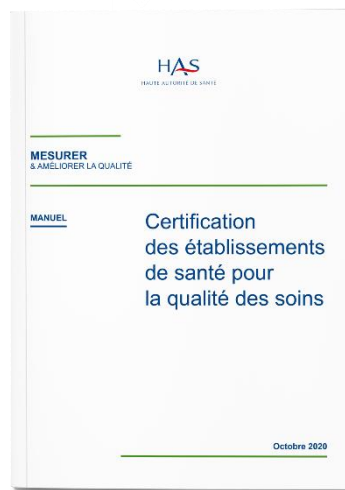 HAS
HAUTE AUTORITÉ DE SANTÉ
MESURER
& AMÉLIORER LA QUALITÉ
MANUEL
Certification
des établissements
de santé pour
la qualité des soins
Octobre 2020